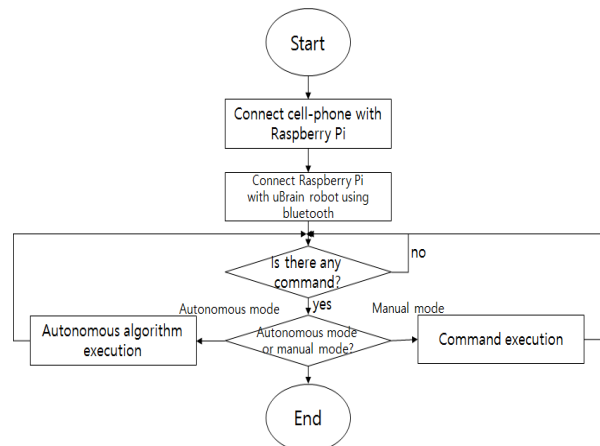 Start
Connect cell-phone with
Raspberry Pi
Connect Raspberry Pi
with uBrain robot using
bluetooth
Is there any
command?
no
yes
Autonomous mode
Manual mode
Autonomous algorithm
execution
Autonomous mode
or manual mode?
Command execution
End